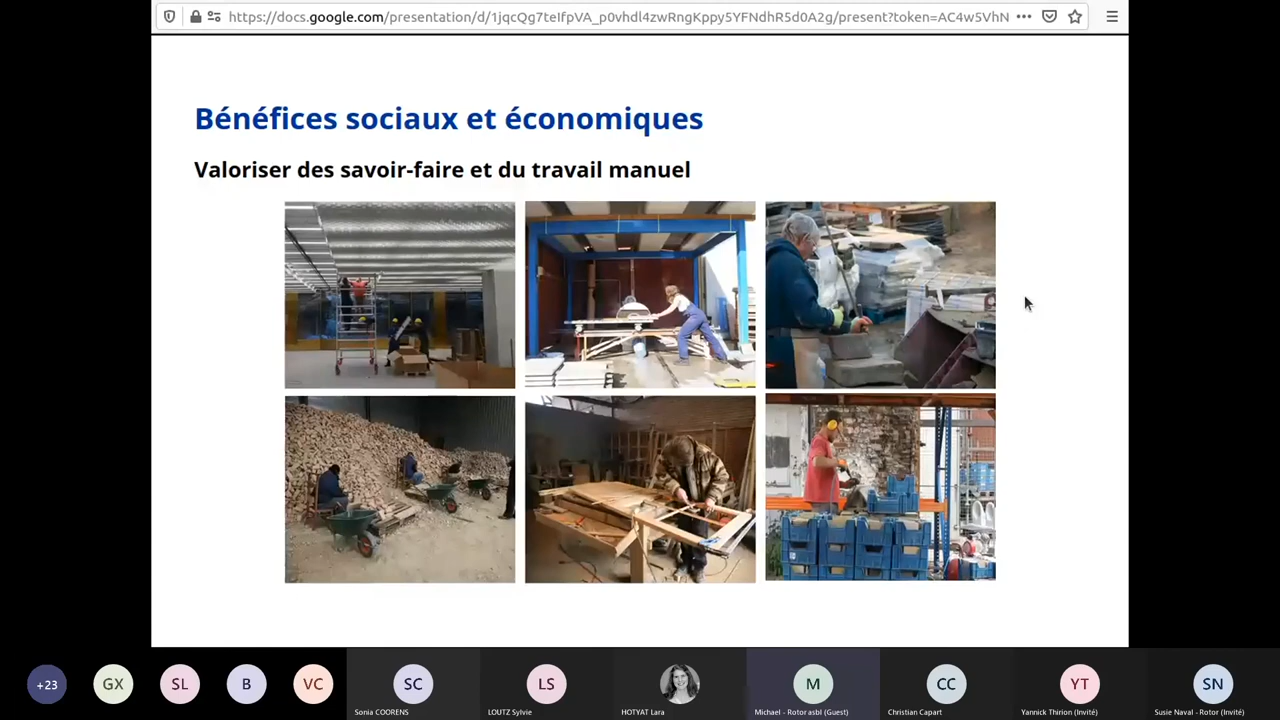 https://docs.google.com/presentation/d/1jqcQg7teIfpVA_p0vhdl4zwRngKppy5YFNdhR5d0A2g/present?token=AC4w5VhN
Bénéfices sociaux et économiques
Valoriser des savoir-faire et du travail manuel
+23 GX SL B VC SC LS M CC YT SN
Sonia COORENS LOUTZ Sylvie HOTYAT Lara Michael - Rotor asbl (Guest) Christian Capart Yannick Thirion (Invité) Susie Naval - Rotor (Invité)